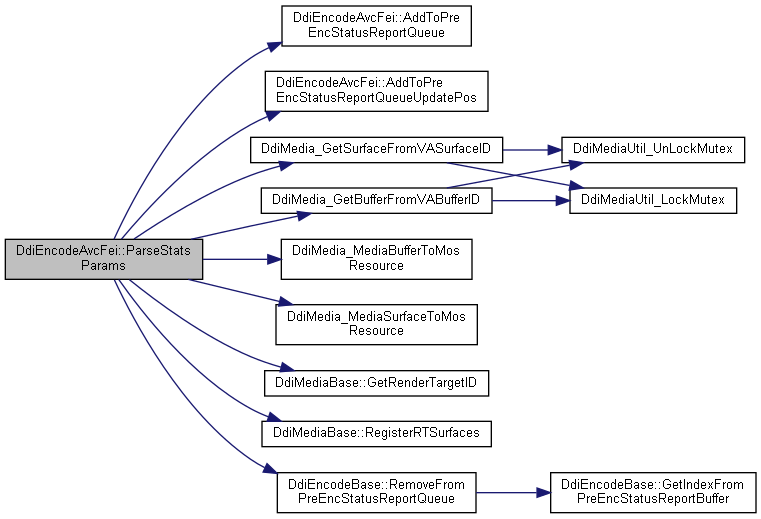 DdiEncodeAvcFei::ParseStats
Params
DdiEncodeAvcFei::AddToPre
EncStatusReportQueue
DdiEncodeAvcFei::AddToPre
EncStatusReportQueueUpdatePos
DdiMedia_GetSurfaceFromVASurfaceID
DdiMediaUtil_UnLockMutex
DdiMedia_GetBufferFromVABufferID
DdiMediaUtil_LockMutex
DdiMedia_MediaBufferToMos
Resource
DdiMedia_MediaSurfaceToMos
Resource
DdiMediaBase::GetRenderTargetID
DdiMediaBase::RegisterRTSurfaces
DdiEncodeBase::RemoveFrom
PreEncStatusReportQueue
DdiEncodeBase::GetIndexFrom
PreEncStatusReportBuffer